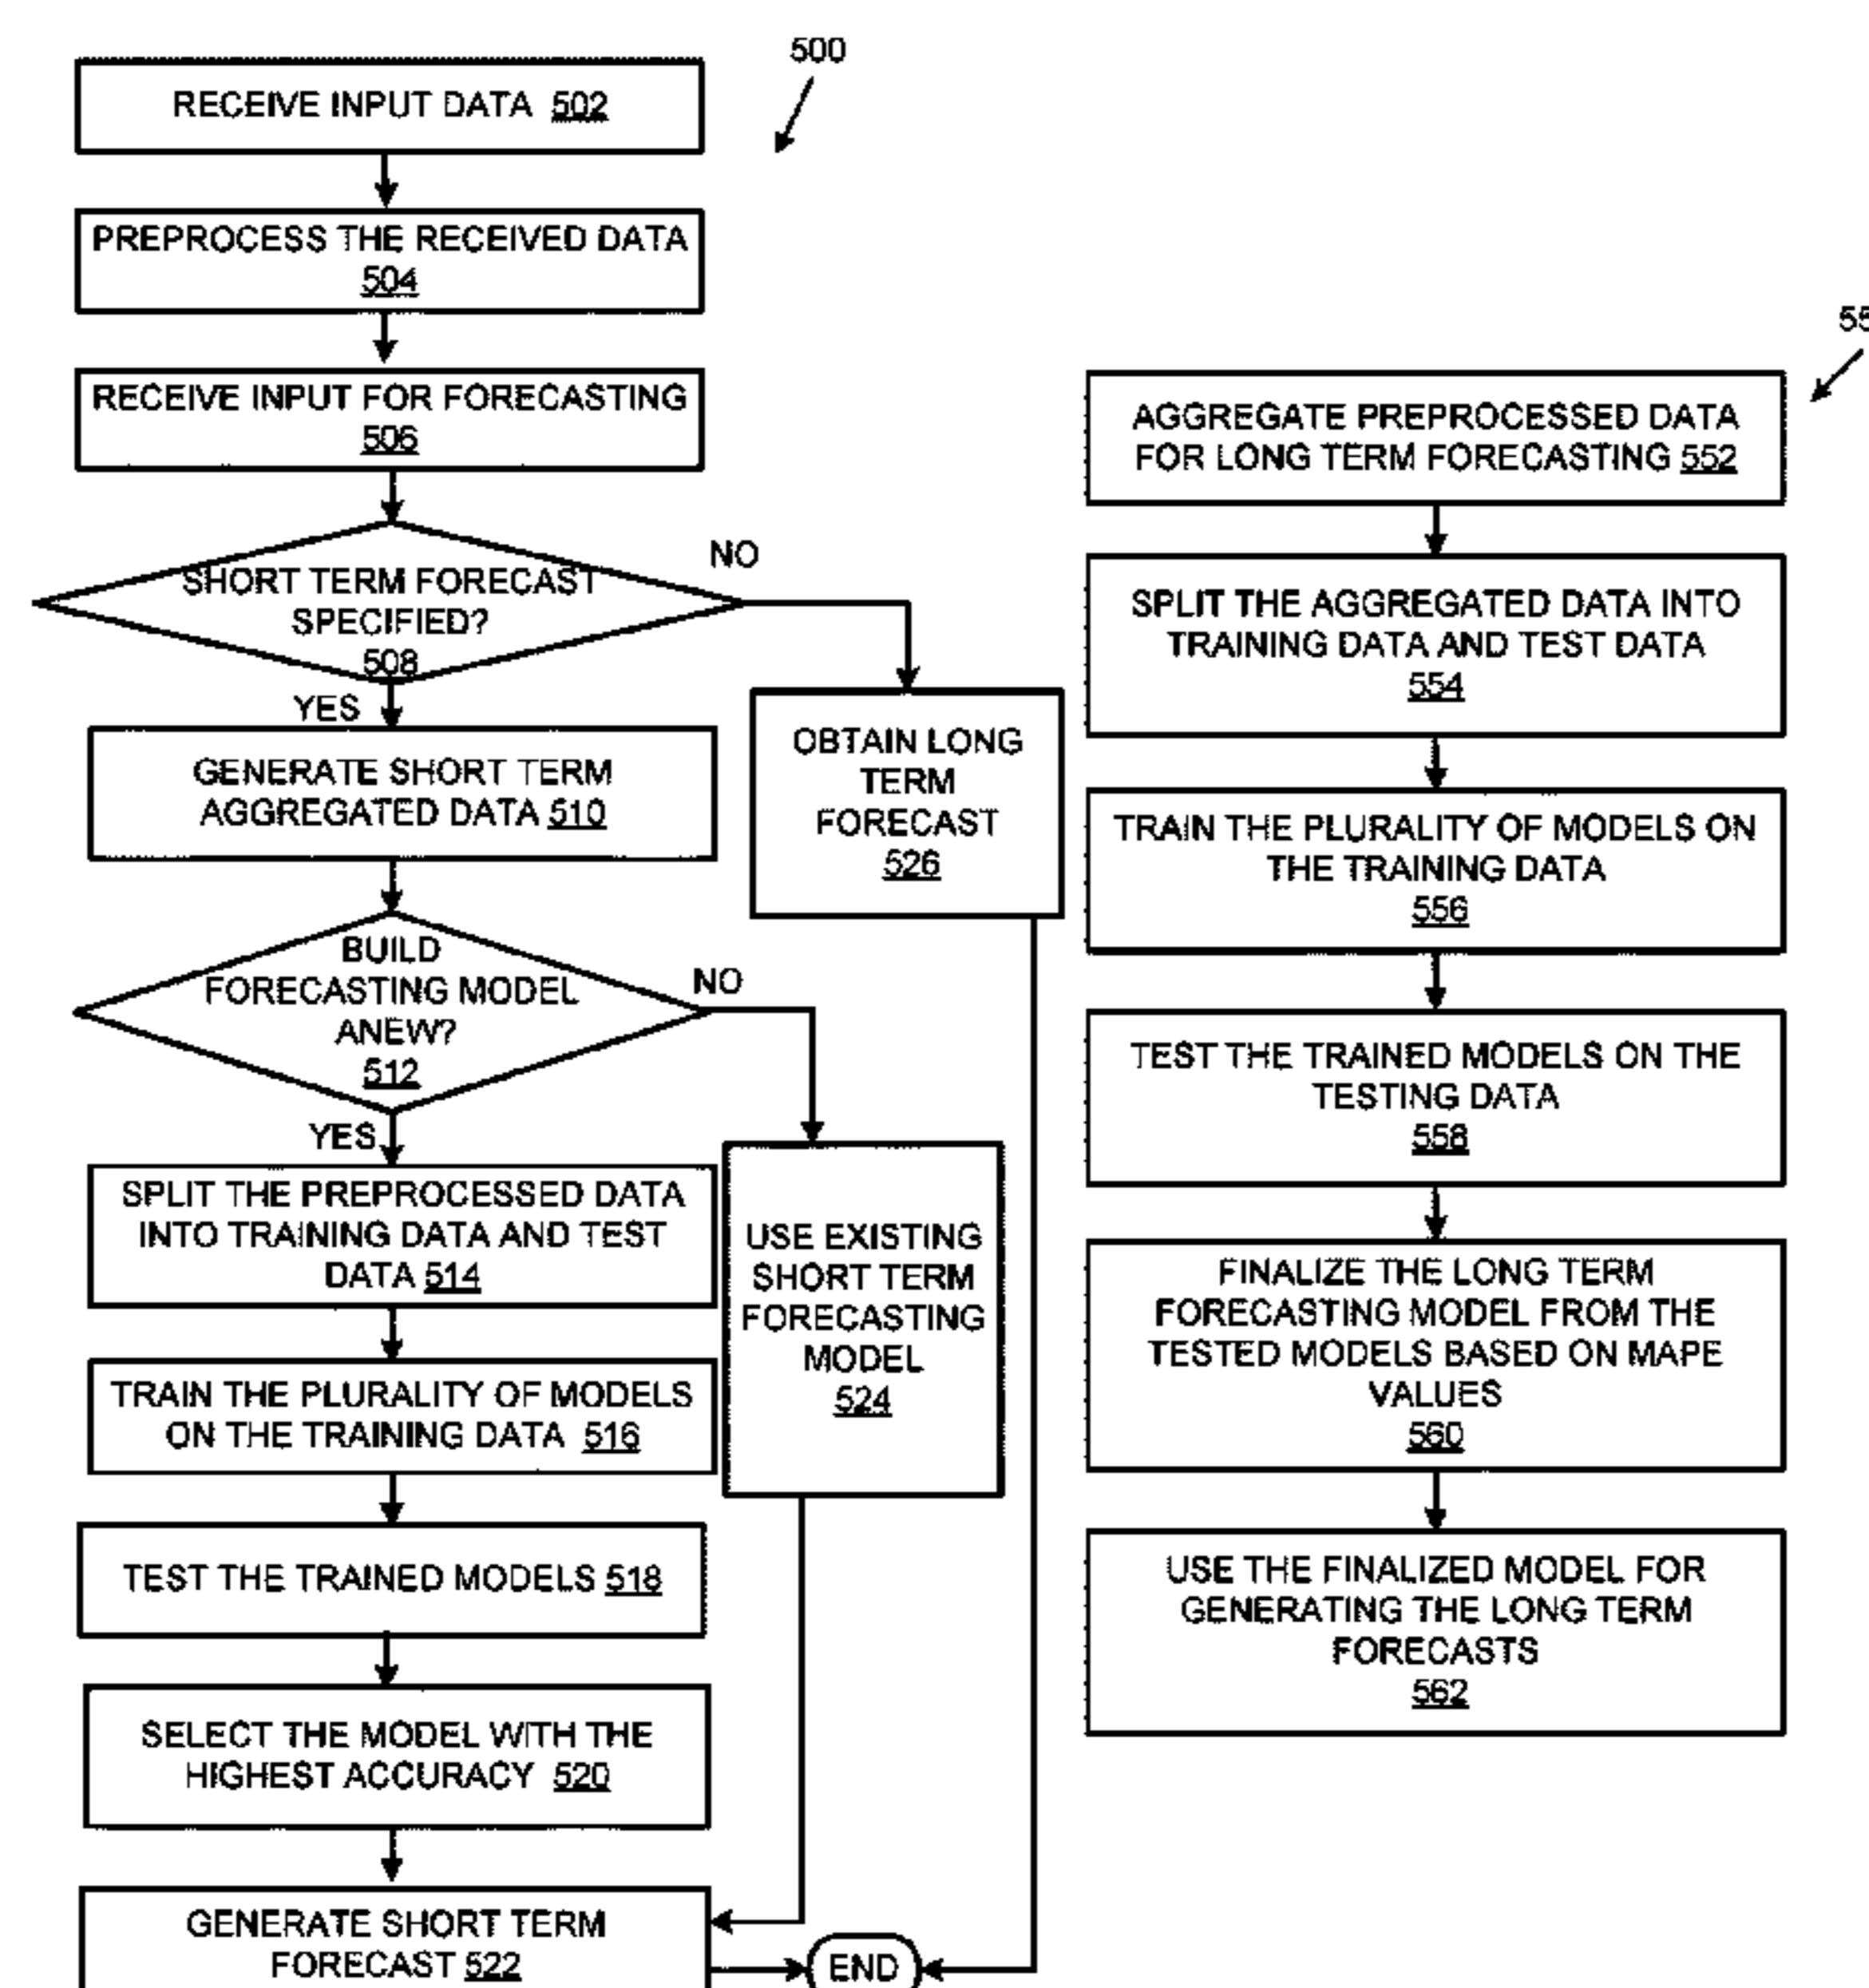 500
RECEIVE INPUT DATA 502
PREPROCESS THE RECEIVED DATA
504
RECEIVE INPUT FOR FORECASTING
506
SHORT TERM FORECAST
SPECIFIED?
508
NO
YES
GENERATE SHORT TERM
AGGREGATED DATA 510
OBTAIN LONG
TERM
FORECAST
526
BUILD
FORECASTING MODEL
ANEW?
512
NO
YES
SPLIT THE PREPROCESSED DATA
INTO TRAINING DATA AND TEST
DATA 514
USE EXISTING
SHORT TERM
FORECASTING
MODEL
524
TRAIN THE PLURALITY OF MODELS
ON THE TRAINING DATA 516
TEST THE TRAINED MODELS 518
SELECT THE MODEL WITH THE
HIGHEST ACCURACY 520
GENERATE SHORT TERM
FORECAST 522
END
AGGREGATE PREPROCESSED DATA
FOR LONG TERM FORECASTING 552
SPLIT THE AGGREGATED DATA INTO
TRAINING DATA AND TEST DATA
554
TRAIN THE PLURALITY OF MODELS ON
THE TRAINING DATA
556
TEST THE TRAINED MODELS ON THE
TESTING DATA
558
FINALIZE THE LONG TERM
FORECASTING MODEL FROM THE
TESTED MODELS BASED ON MAPE
VALUES
560
USE THE FINALIZED MODEL FOR
GENERATING THE LONG TERM
FORECASTS
562